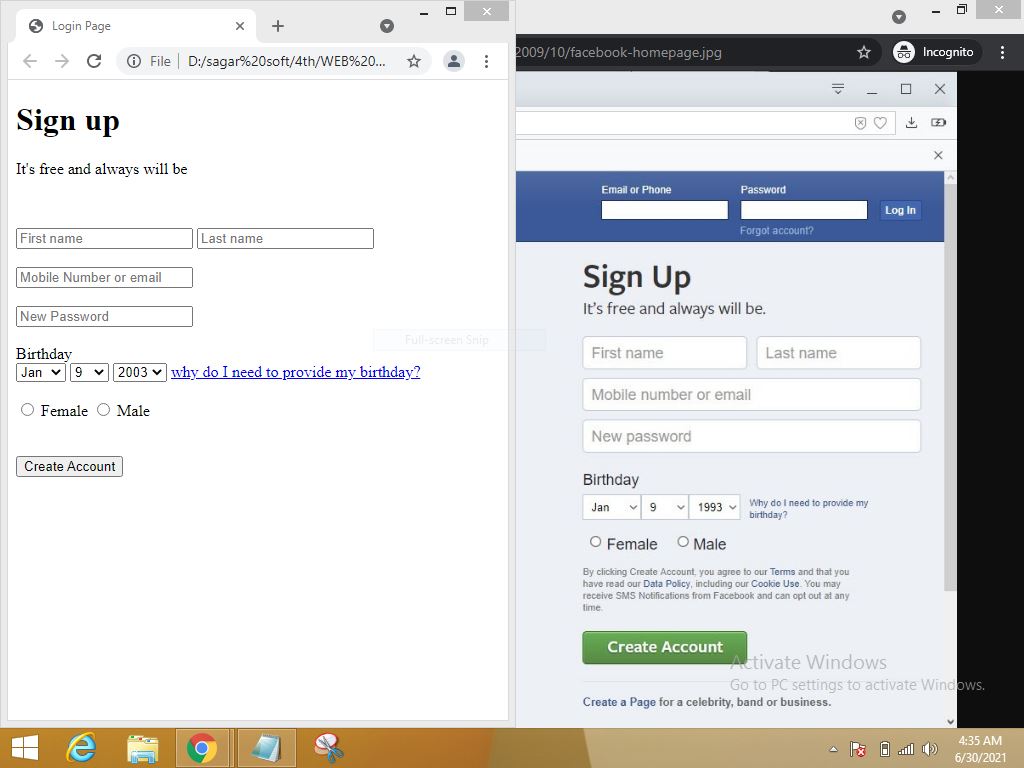 Login Page
File
D:/sagar%20soft/4th/WEB%20...
Sign up
It's free and always will be
First name
Last name
Mobile Number or email
New Password
Birthday
Jan
9
2003
why do I need to provide my birthday?
Female
Male
Create Account
Full-screen Snip
2009/10/facebook-homepage.jpg
Incognito
Email or Phone
Password
Log In
Forgot account?
Sign Up
It's free and always will be.
First name
Last name
Mobile number or email
New password
Birthday
Jan
9
1993
Why do I need to provide my
birthday?
Female
Male
By clicking Create Account, you agree to our Terms and that you
have read our Data Policy, including our Cookie Use. You may
receive SMS Notifications from Facebook and can opt out at any
time.
Create Account
Activate Windows
Go to PC settings to activate Windows.
Create a Page for a celebrity, band or business.
4:35 AM
6/30/2021